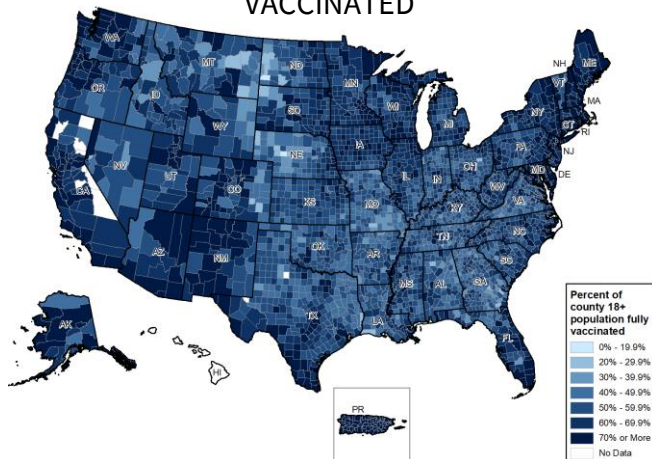 VACCINATED
WA
MT
ND
MN
OR
ID
SD
WI
MI
NY
NH
ME
VT
MA
CT
RI
WY
NV
NE
IA
PA
NJ
UT
CO
IL
IN
OH
MD
DE
CA
KS
MO
WV
VA
KY
AZ
NM
OK
AR
TN
NC
SC
MS
AL
GA
TX
LA
FL
AK
HI
PR
Percent of
county 18+
population fully
vaccinated
0% - 19.9%
20% - 29.9%
30% - 39.9%
40% - 49.9%
50% - 59.9%
60% - 69.9%
70% or More
No Data